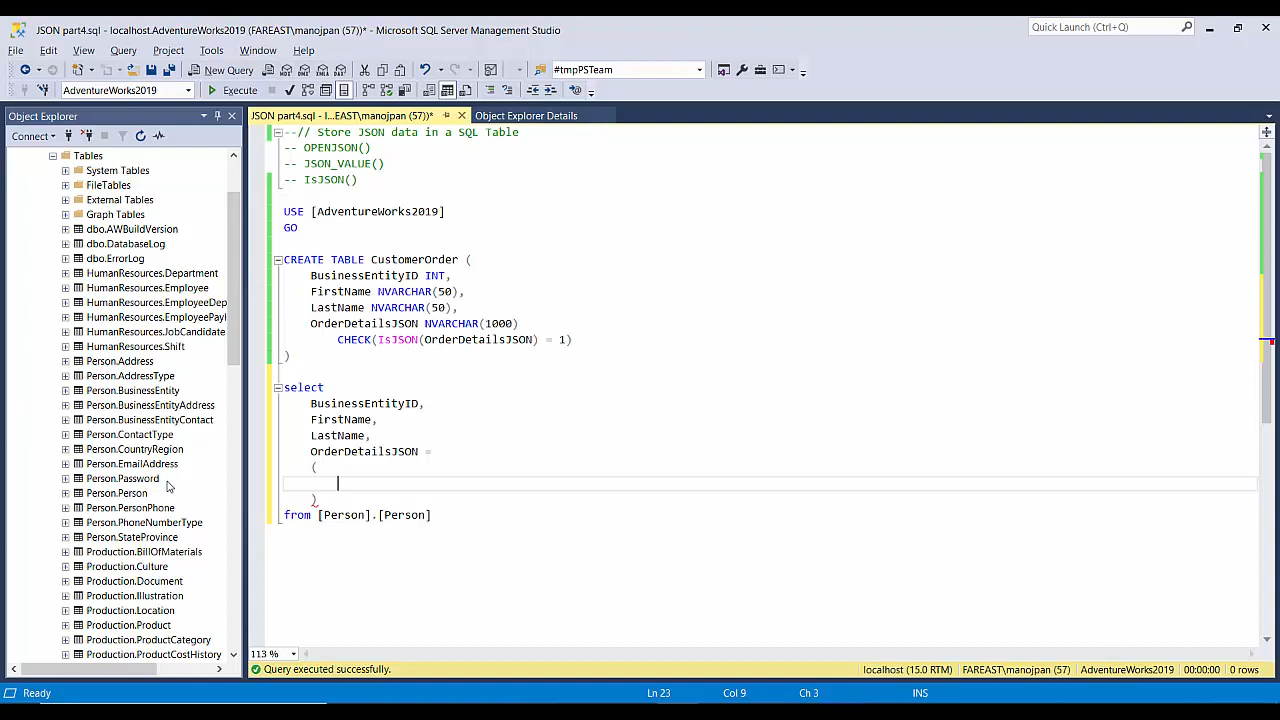 JSON part4.sql - localhost.AdventureWorks2019 (FAREAST\manojpan (57))* - Microsoft SQL Server Management Studio
Quick Launch (Ctrl+Q)
File Edit View Query Project Tools Window Help
New Query
#tmpPSTeam
AdventureWorks2019
Execute
Object Explorer
JSON part4.sql - l...EAST\manojpan (57))*
Object Explorer Details
Connect
Tables
System Tables
FileTables
External Tables
Graph Tables
dbo.AWBuildVersion
dbo.DatabaseLog
dbo.ErrorLog
HumanResources.Department
HumanResources.Employee
HumanResources.EmployeeDep
HumanResources.EmployeePay
HumanResources.JobCandidate
HumanResources.Shift
Person.Address
Person.AddressType
Person.BusinessEntity
Person.BusinessEntityAddress
Person.BusinessEntityContact
Person.ContactType
Person.CountryRegion
Person.EmailAddress
Person.Password
Person.Person
Person.PersonPhone
Person.PhoneNumberType
Person.StateProvince
Production.BillOfMaterials
Production.Culture
Production.Document
Production.Illustration
Production.Location
Production.Product
Production.ProductCategory
Production.ProductCostHistory
--// Store JSON data in a SQL Table
-- OPENJSON()
-- JSON_VALUE()
-- IsJSON()
USE [AdventureWorks2019]
GO
CREATE TABLE CustomerOrder (
BusinessEntityID INT,
FirstName NVARCHAR(50),
LastName NVARCHAR(50),
OrderDetailsJSON NVARCHAR(1000)
CHECK(IsJSON(OrderDetailsJSON) = 1)
)
select
BusinessEntityID,
FirstName,
LastName,
OrderDetailsJSON =
(
)
from [Person].[Person]
113 %
Query executed successfully.
localhost (15.0 RTM) FAREAST\manojpan (57) AdventureWorks2019 00:00:00 0 rows
Ready
Ln 23 Col 9 Ch 3 INS